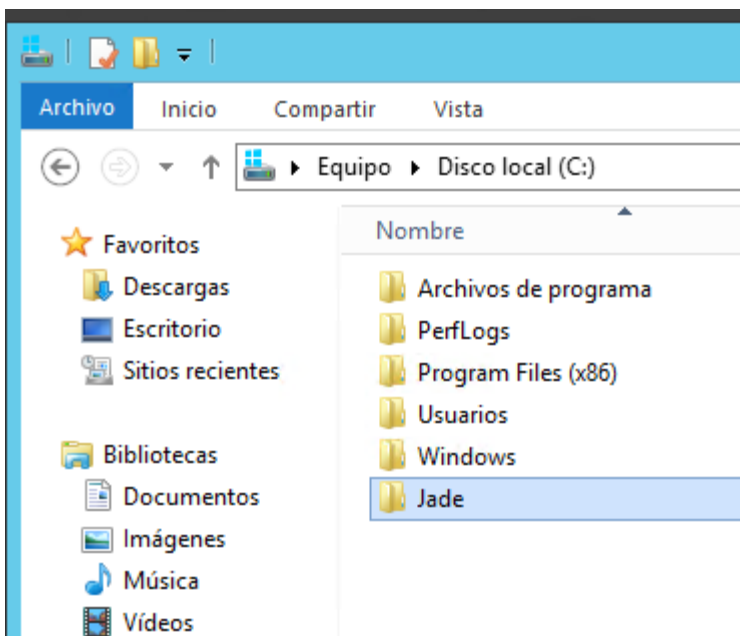 Archivo Inicio Compartir Vista
Equipo Disco local (C:)
Favoritos
Descargas
Escritorio
Sitios recientes
Bibliotecas
Documentos
Imágenes
Música
Vídeos
Nombre
Archivos de programa
PerfLogs
Program Files (x86)
Usuarios
Windows
Jade